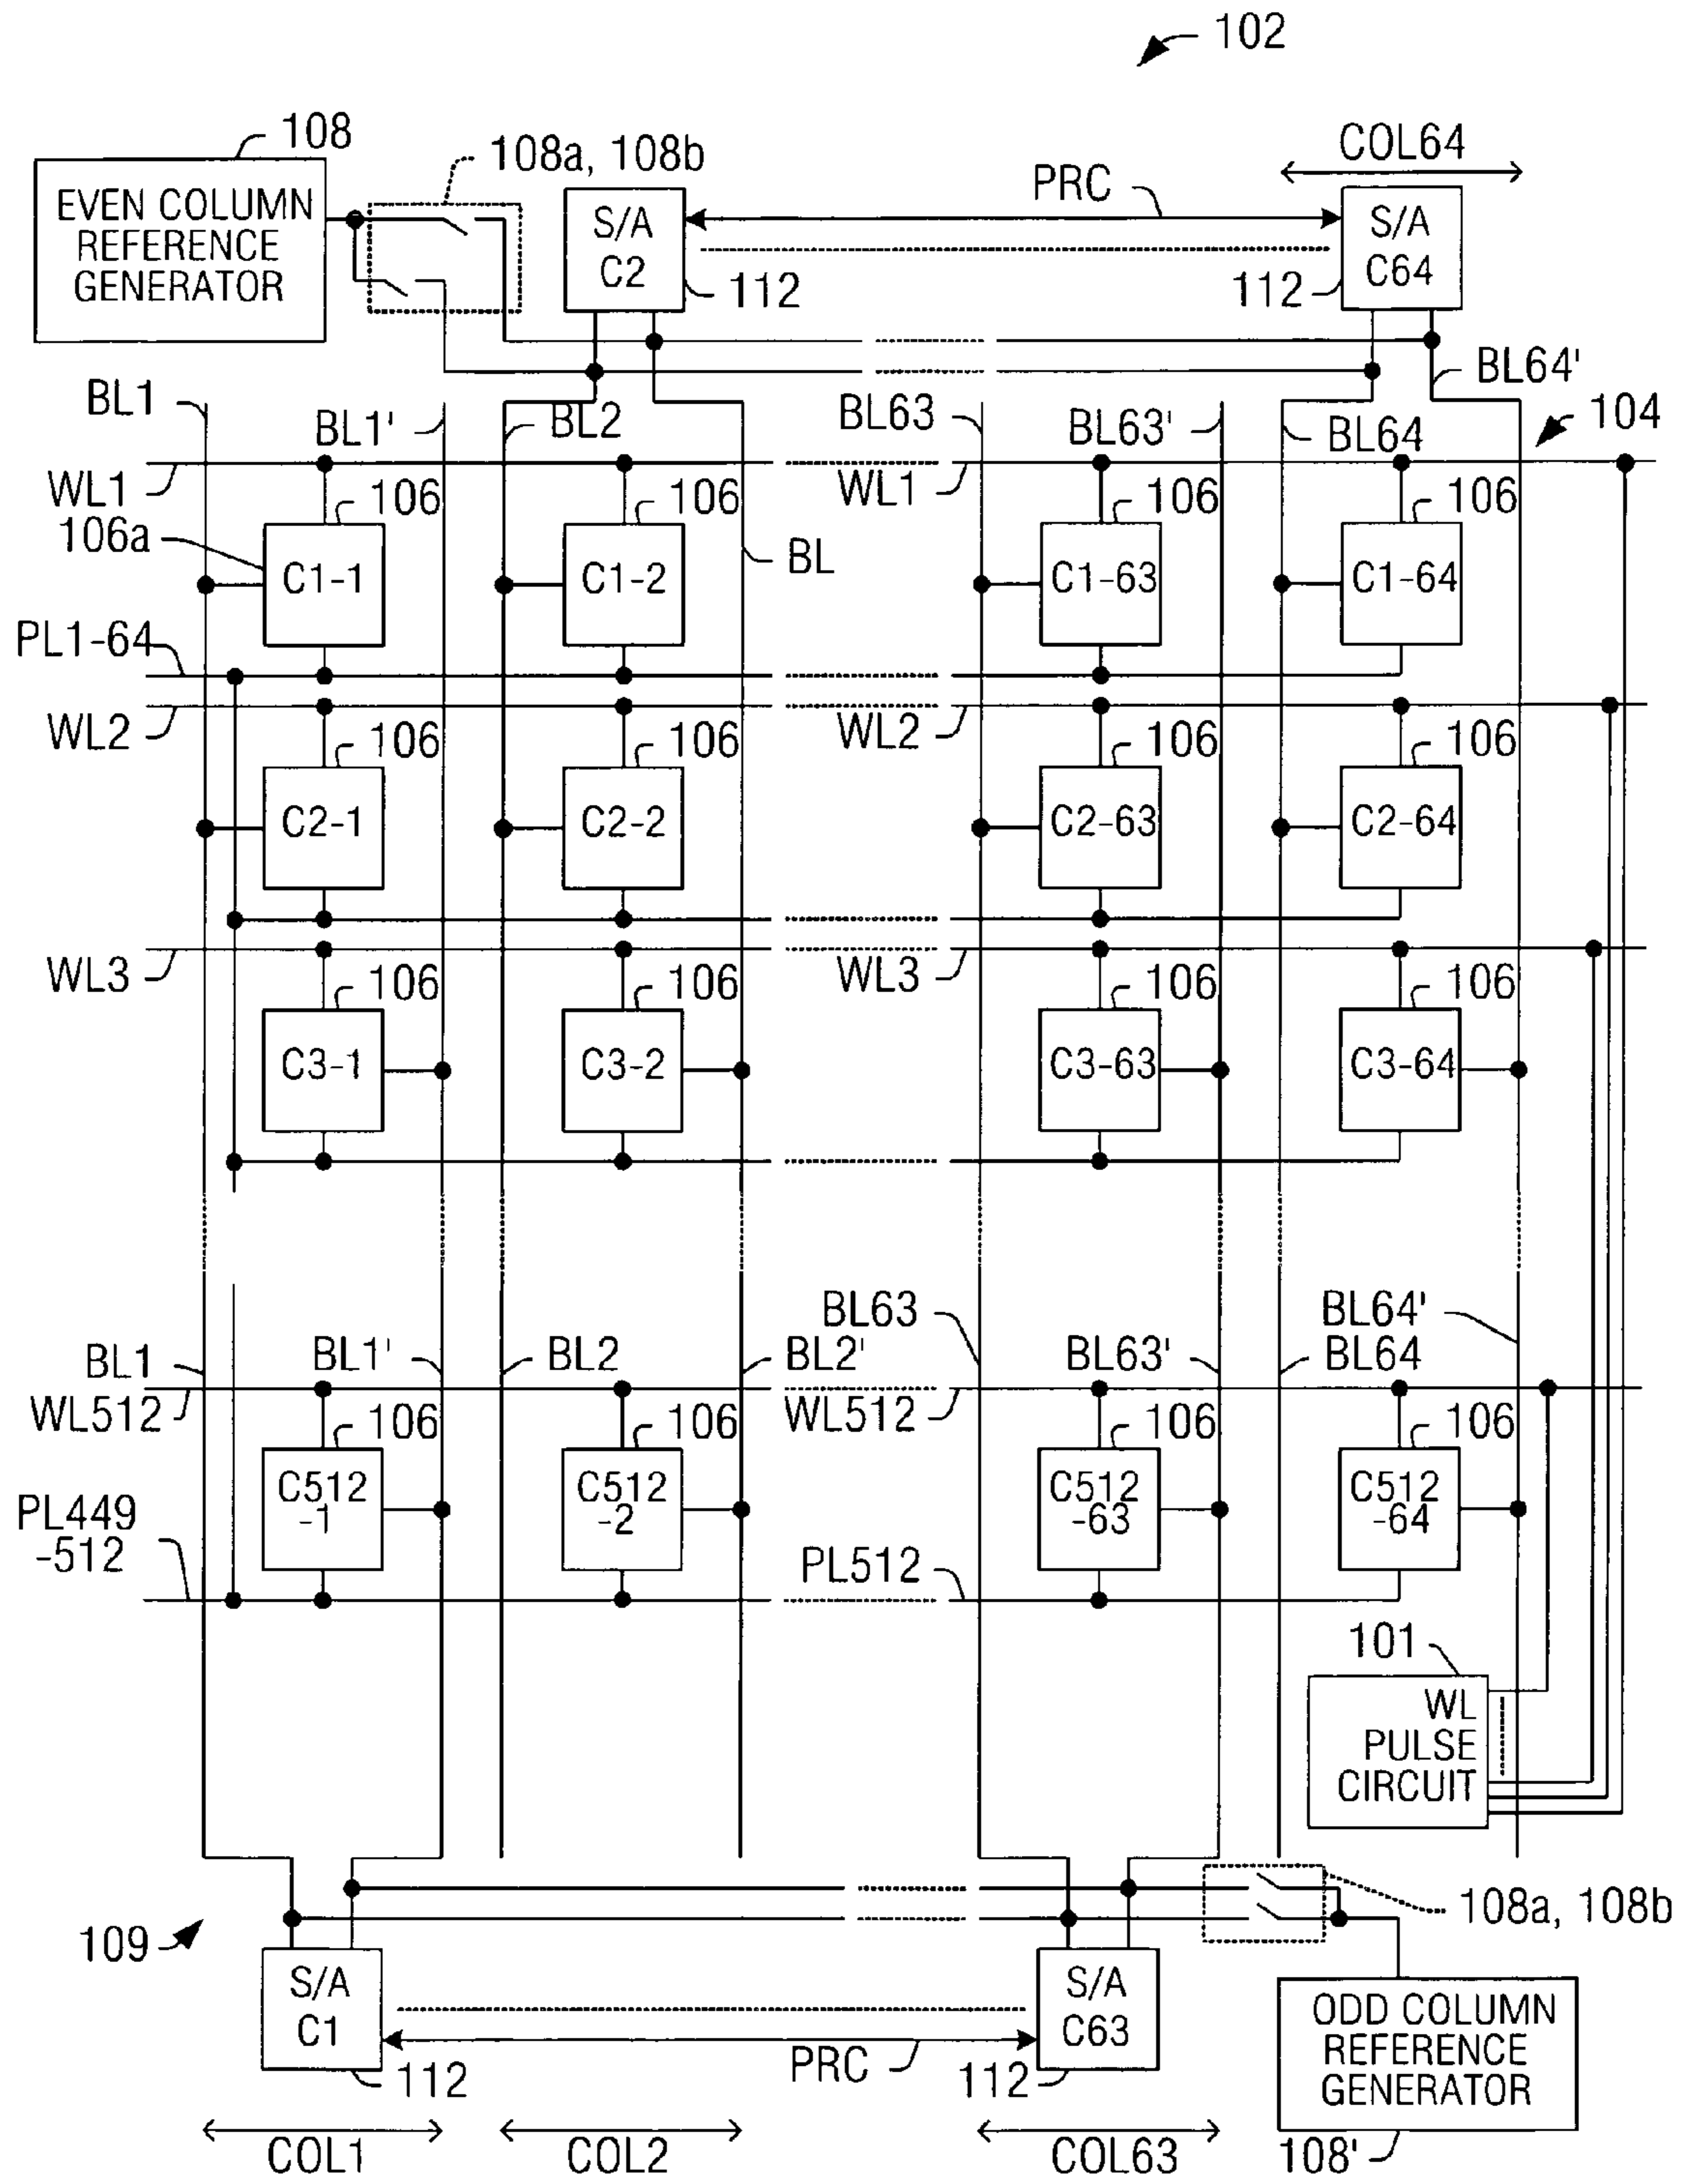 102
108
108a, 108b
COL64
PRC
EVEN COLUMN
REFERENCE
GENERATOR
S/A
C2
S/A
C64
112
112
BL1
BL1'
BL2
BL63
BL63'
BL64'
BL64
104
WL1
106
106
WL1
106
106
106a
C1-1
C1-2
BL
C1-63
C1-64
PL1-64
WL2
106
106
WL2
106
106
C2-1
C2-2
C2-63
C2-64
WL3
106
106
WL3
106
106
C3-1
C3-2
C3-63
C3-64
BL63
BL64'
BL1
BL1'
BL2
BL2'
BL63'
BL64
WL512
106
106
WL512
106
106
C512
-1
C512
-2
C512
-63
C512
-64
PL449
-512
PL512
101
WL
PULSE
CIRCUIT
108a, 108b
109
S/A
C1
S/A
C63
ODD COLUMN
REFERENCE
GENERATOR
PRC
112
112
COL1
COL2
COL63
108'